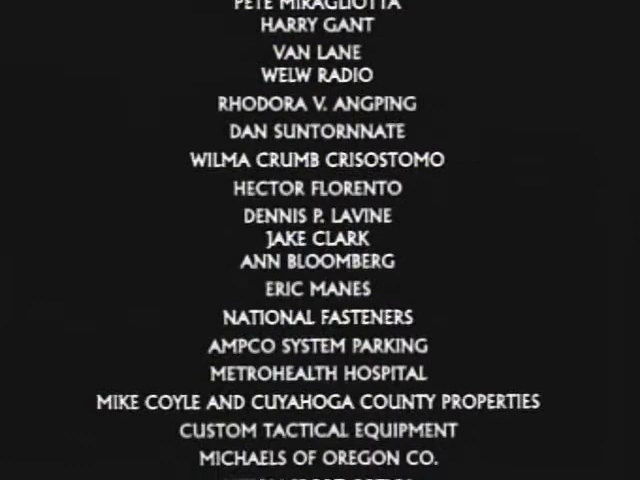 PETE MIRAGLIOTTA
HARRY GANT
VAN LANE
WELW RADIO
RHODORA V. ANGPING
DAN SUNTORNNATE
WILMA CRUMB CRISOSTOMO
HECTOR FLORENTO
DENNIS P. LAVINE
JAKE CLARK
ANN BLOOMBERG
ERIC MANES
NATIONAL FASTENERS
AMPCO SYSTEM PARKING
METROHEALTH HOSPITAL
MIKE COYLE AND CUYAHOGA COUNTY PROPERTIES
CUSTOM TACTICAL EQUIPMENT
MICHAELS OF OREGON CO.